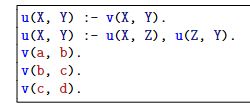 u(X, Y) :- v(X, Y).
u(X, Y) :- u(X, Z), u(Z, Y).
v(a, b).
v(b, c).
v(c, d).